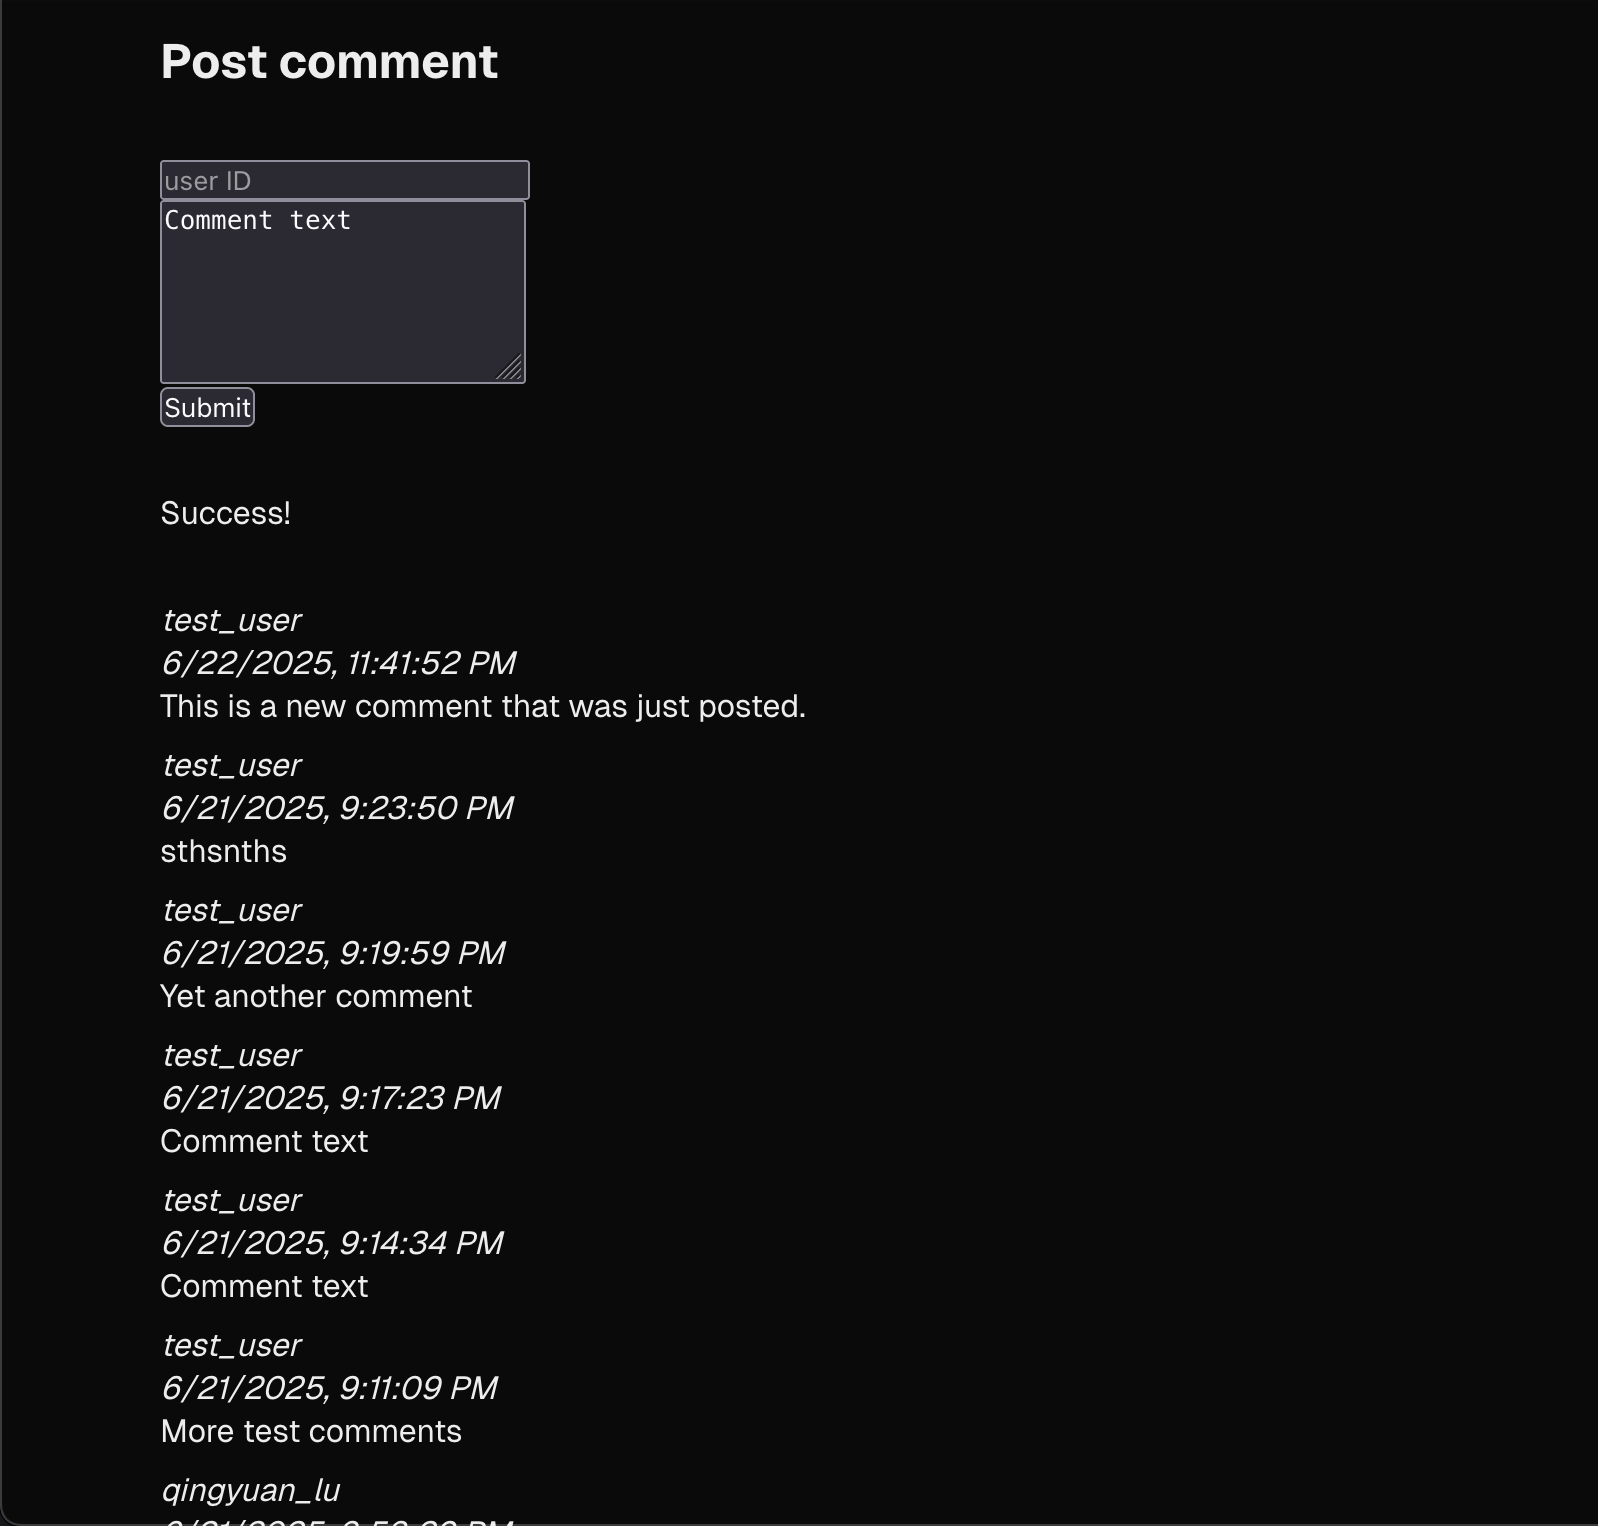 Post comment
user ID
Comment text
Submit
Success!
test_user
6/22/2025, 11:41:52 PM
This is a new comment that was just posted.
test_user
6/21/2025, 9:23:50 PM
sthsnths
test_user
6/21/2025, 9:19:59 PM
Yet another comment
test_user
6/21/2025, 9:17:23 PM
Comment text
test_user
6/21/2025, 9:14:34 PM
Comment text
test_user
6/21/2025, 9:11:09 PM
More test comments
qingyuan_lu